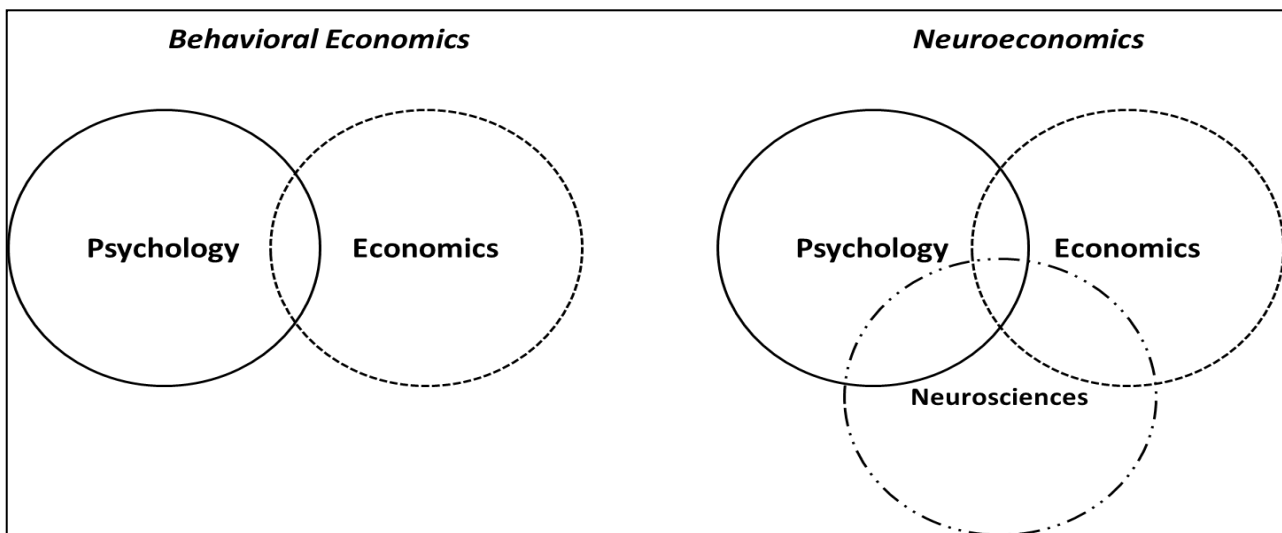 Behavioral Economics
Psychology
Economics
Neuroeconomics
Psychology
Economics
Neurosciences